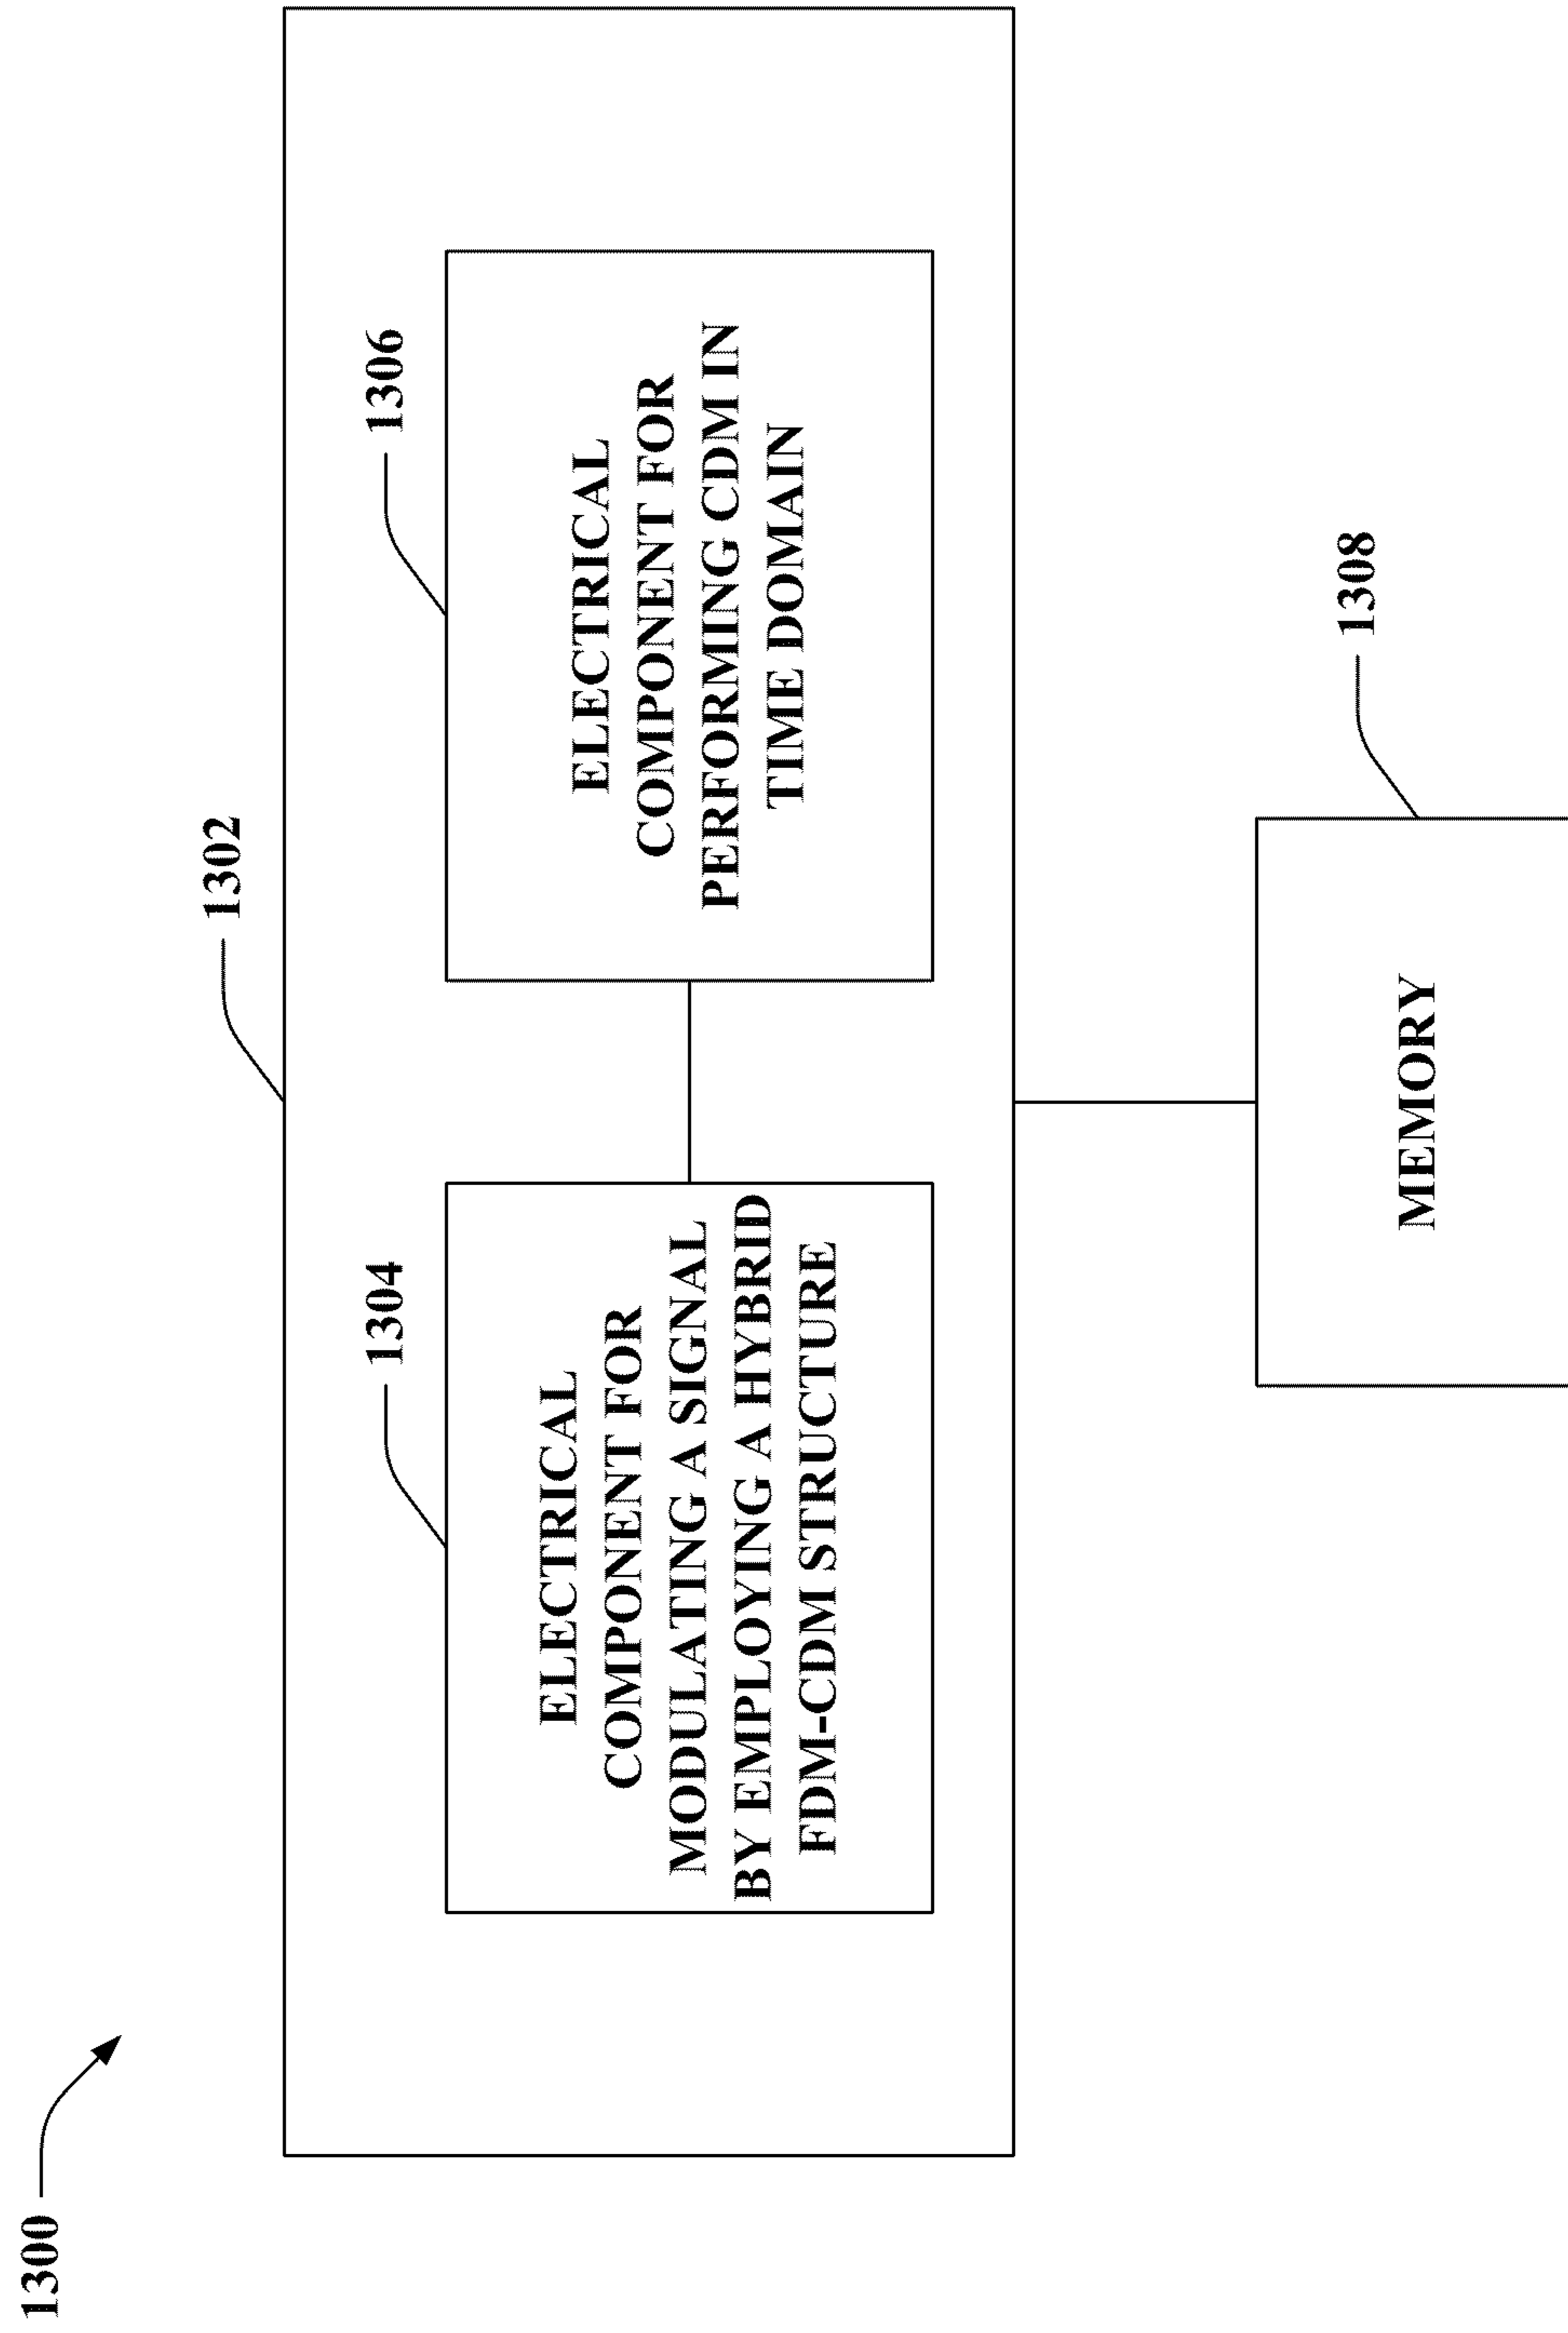 1300
1302
1304
1306
ELECTRICAL
COMPONENT FOR
MODULATING A SIGNAL
BY EMPLOYING A HYBRID
FDM-CDM STRUCTURE
ELECTRICAL
COMPONENT FOR
PERFORMING CDM IN
TIME DOMAIN
1308
MEMORY